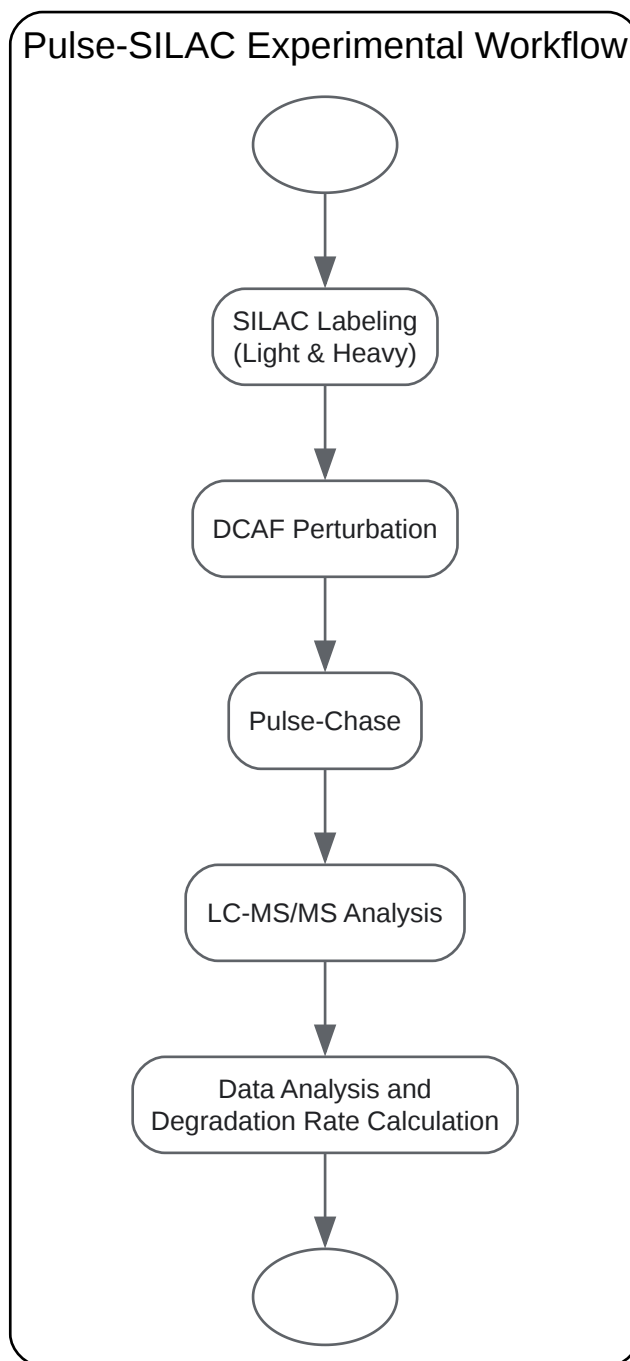 Pulse-SILAC Experimental Workflow
SILAC Labeling
(Light & Heavy)
DCAF Perturbation
Pulse-Chase
LC-MS/MS Analysis
Data Analysis and
Degradation Rate Calculation